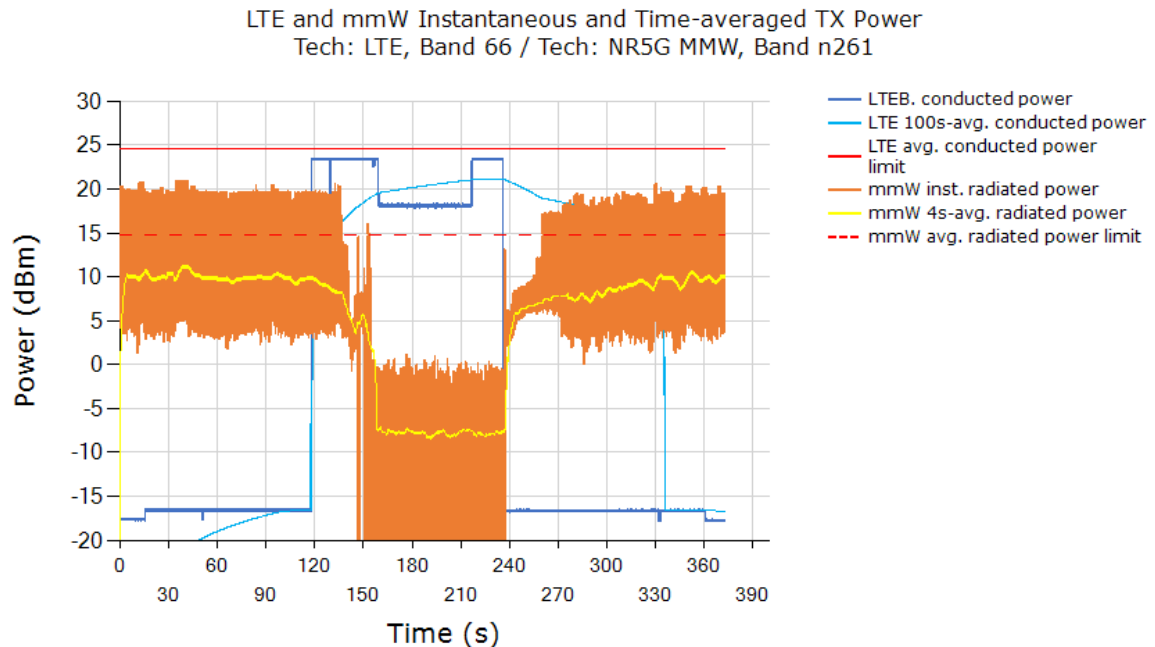 LTE and mmW Instantaneous and Time-averaged TX Power
Tech: LTE, Band 66 / Tech: NR5G MMW, Band n261
Power (dBm)
30
25
20
15
10
5
0
-5
-10
-15
-20
0 60 120 180 240 300 360
30 90 150 210 270 330 390
Time (s)
LTEB. conducted power
LTE 100s-avg. conducted power
LTE avg. conducted power
limit
mmW inst. radiated power
mmW 4s-avg. radiated power
mmW avg. radiated power limit